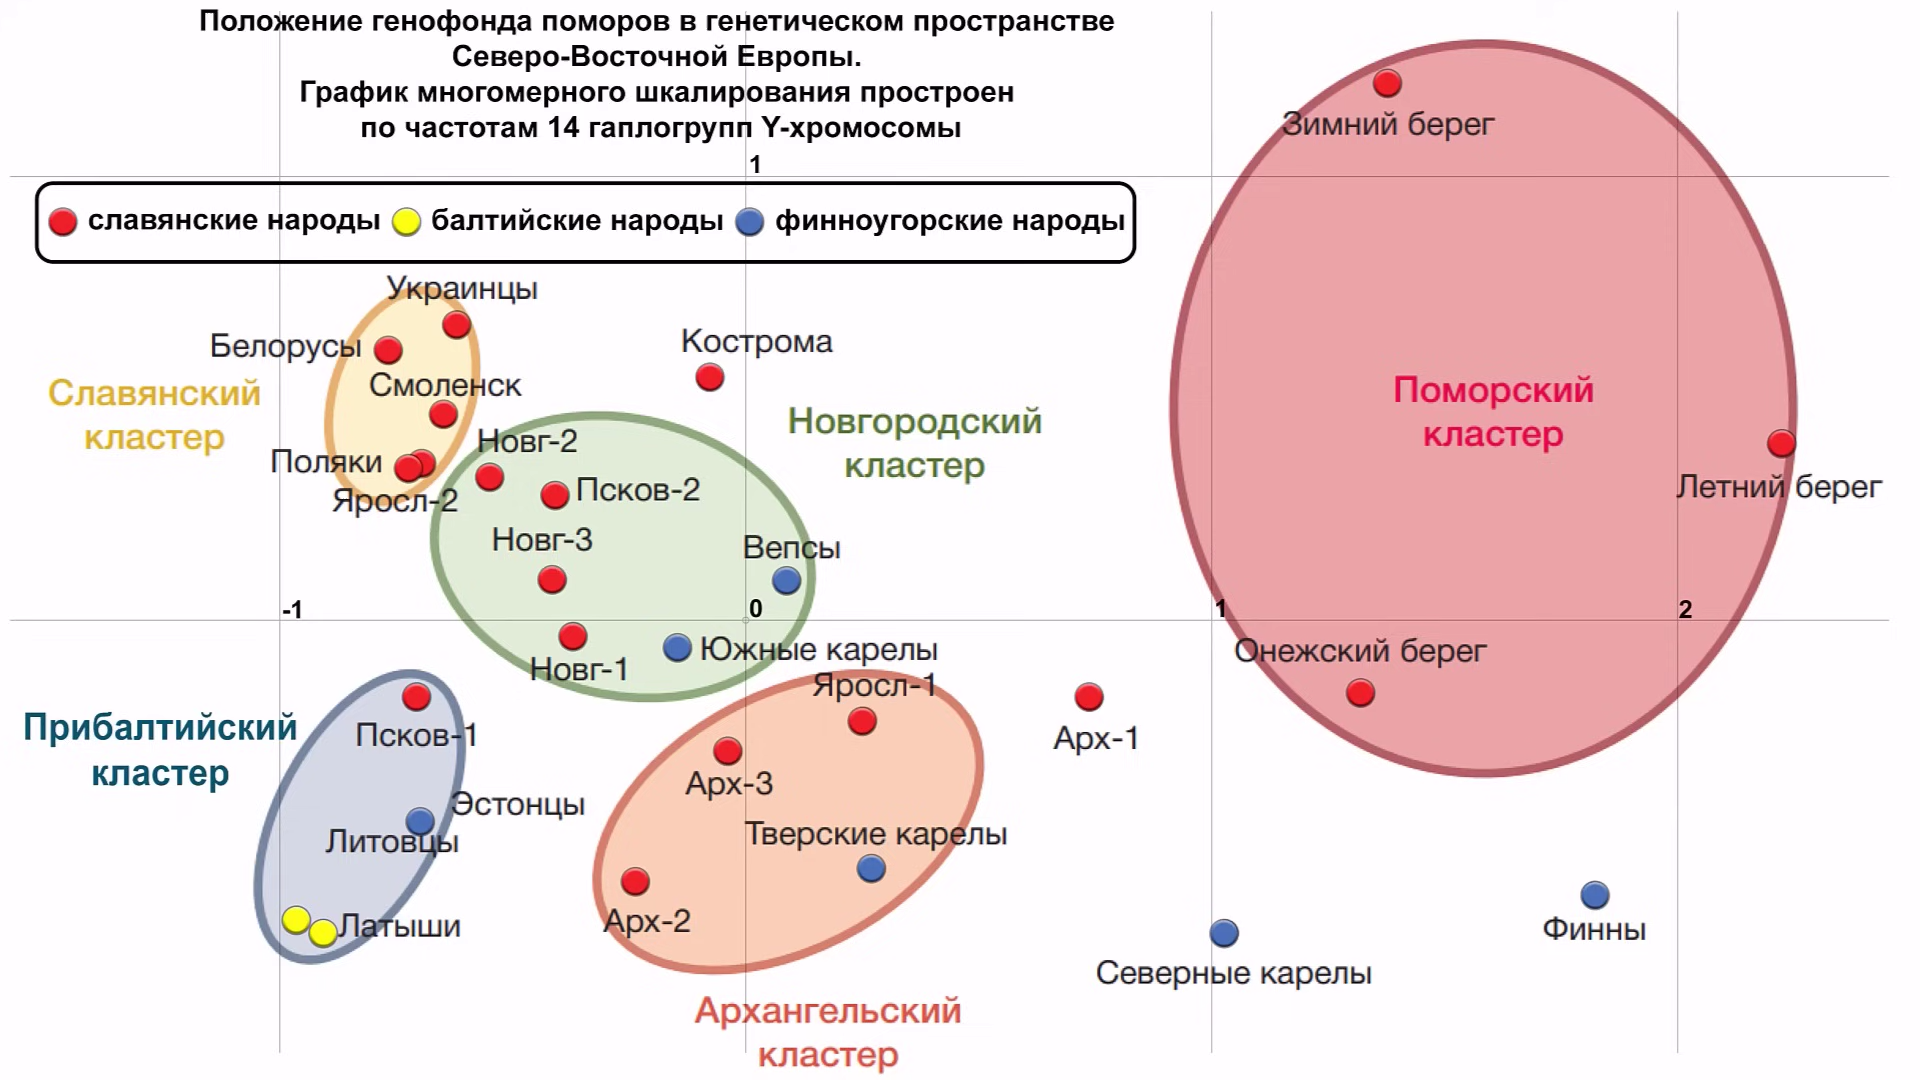 Положение генофонда поморов в генетическом пространстве
Северо-Восточной Европы.
График многомерного шкалирования простроен
по частотам 14 гаплогрупп Y-хромосомы
1
славянские народы
балтийские народы
финноугорские народы
Зимний берег
Украинцы
Белорусы
Кострома
Смоленск
Славянский
кластер
Новгородский
кластер
Поморский
кластер
Новг-2
Поляки
Псков-2
Яросл-2
Летний берег
Новг-3
Вепсы
-1
0
1
2
Новг-1
Южные карелы
Онежский берег
Яросл-1
Прибалтийский
кластер
Псков-1
Арх-1
Арх-3
Эстонцы
Литовцы
Тверские карелы
Латыши
Арх-2
Финны
Северные карелы
Архангельский
кластер